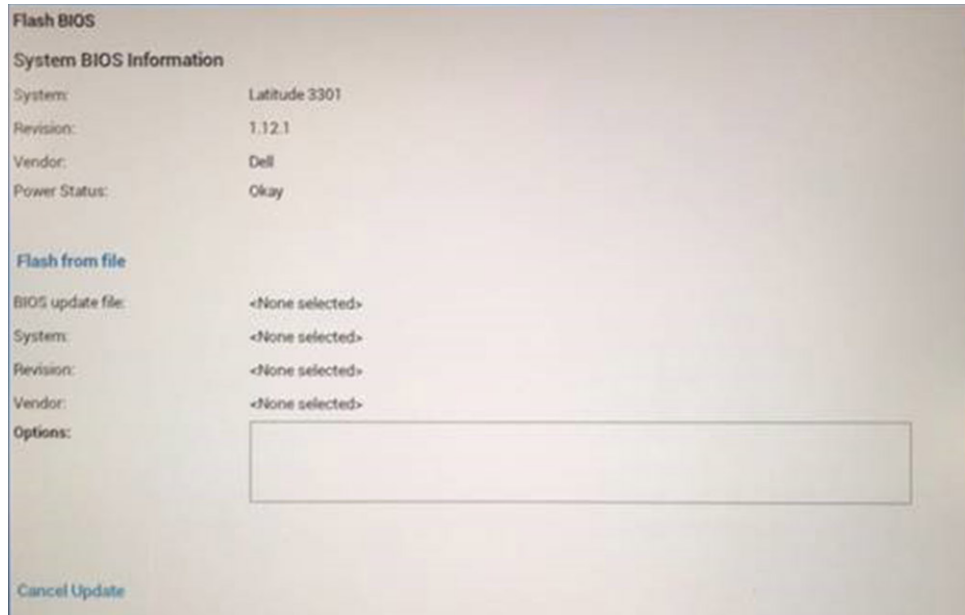 Flash BIOS
System BIOS Information
System: Latitude 3301
Revision: 1.12.1
Vendor: Dell
Power Status: Okay
Flash from file
BIOS update file: <None selected>
System: <None selected>
Revision: <None selected>
Vendor: <None selected>
Options:
Cancel Update